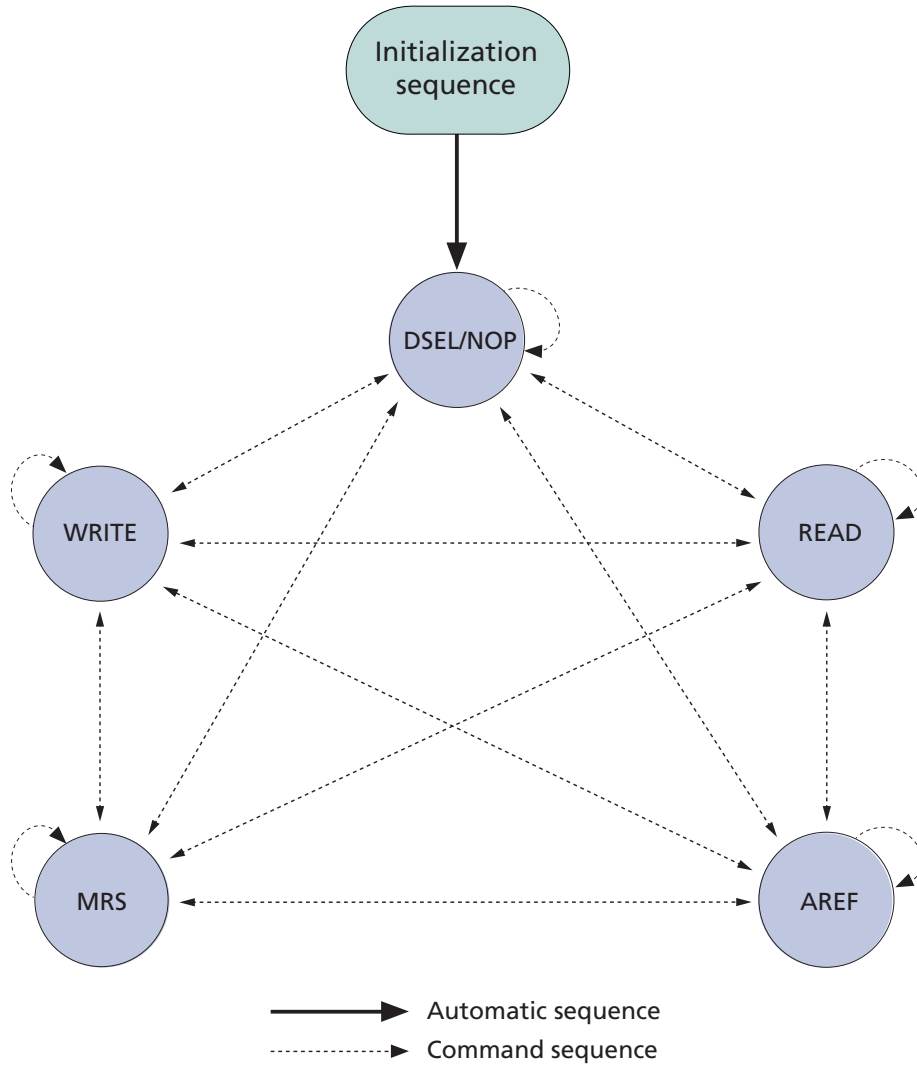 Initialization
sequence
DSEL/NOP
WRITE
READ
MRS
AREF
Automatic sequence
Command sequence